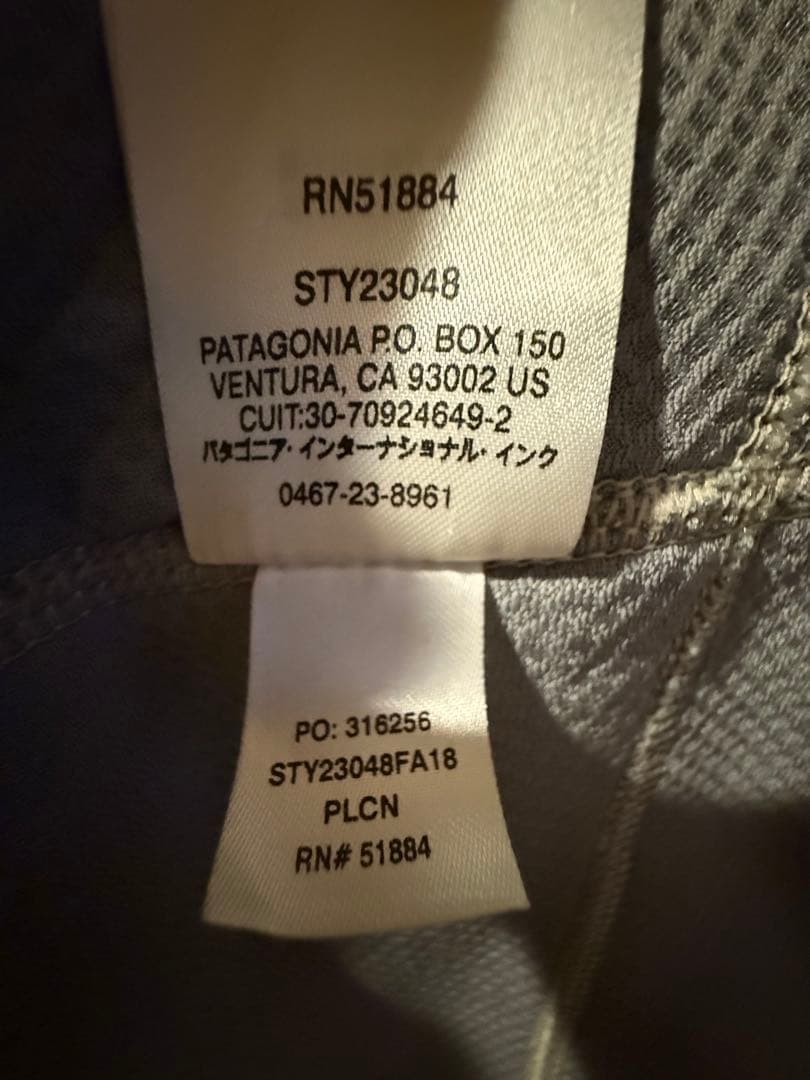 RN51884
STY23048
PATAGONIA P.O. BOX 150
VENTURA, CA 93002 US
CUIT:30-70924649-2
パタゴニア・インターナショナル・インク
0467-23-8961
PO: 316256
STY23048FA18
PLCN
RN# 51884